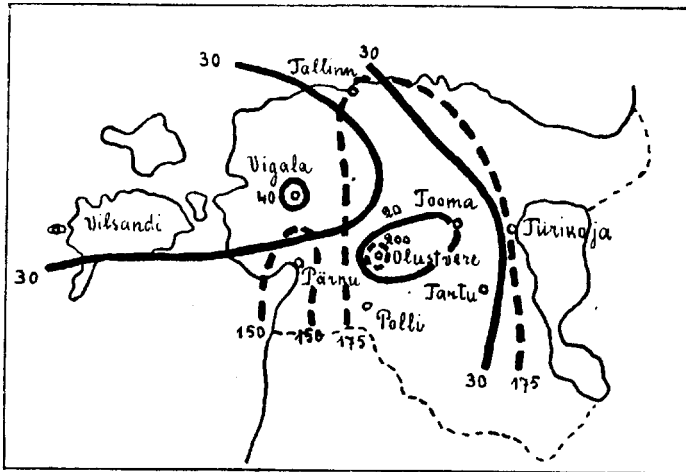 30
30
Tallinn
Vigala
40
Tooma
20
Vilsandi
Tiirikoja
200
Olustvere
30
Pärnu
Tartu
Polli
150
150
175
30
175